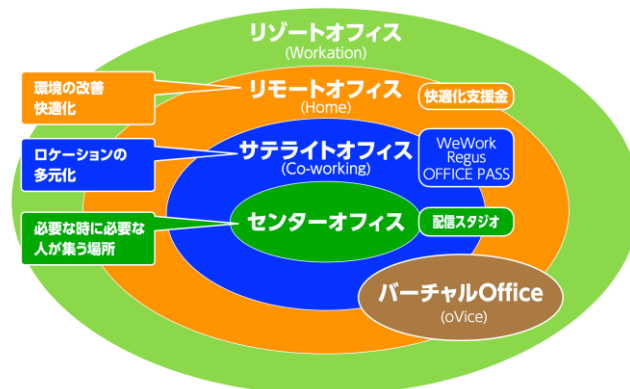 リゾートオフィス
(Workation)
環境の改善
快適化
リモートオフィス
(Home)
快適化支援金
ロケーションの
多元化
サテライトオフィス
(Co-working)
WeWork
Regus
OFFICE PASS
必要な時に必要な
人が集う場所
センターオフィス
配信スタジオ
バーチャルOffice
(oVice)